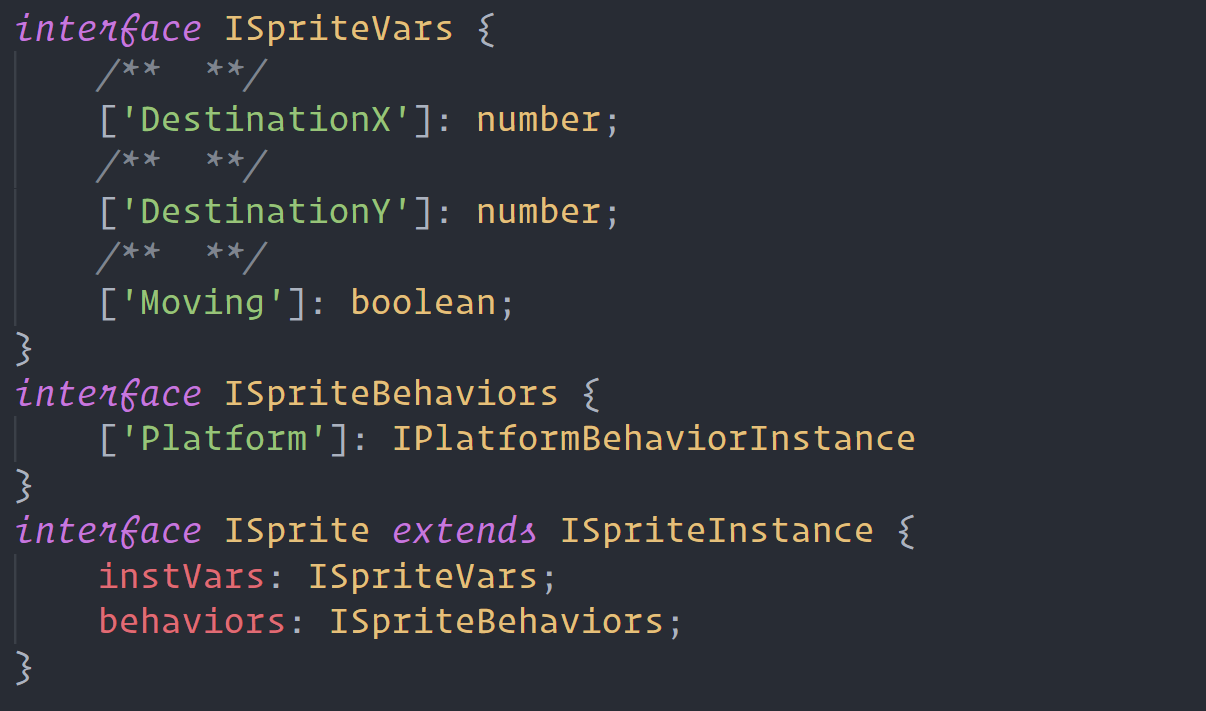 interface ISpriteVars {
    /**  **/
    ['DestinationX']: number;
    /**  **/
    ['DestinationY']: number;
    /**  **/
    ['Moving']: boolean;
}
interface ISpriteBehaviors {
    ['Platform']: IPlatformBehaviorInstance
}
interface ISprite extends ISpriteInstance {
    instVars: ISpriteVars;
    behaviors: ISpriteBehaviors;
}